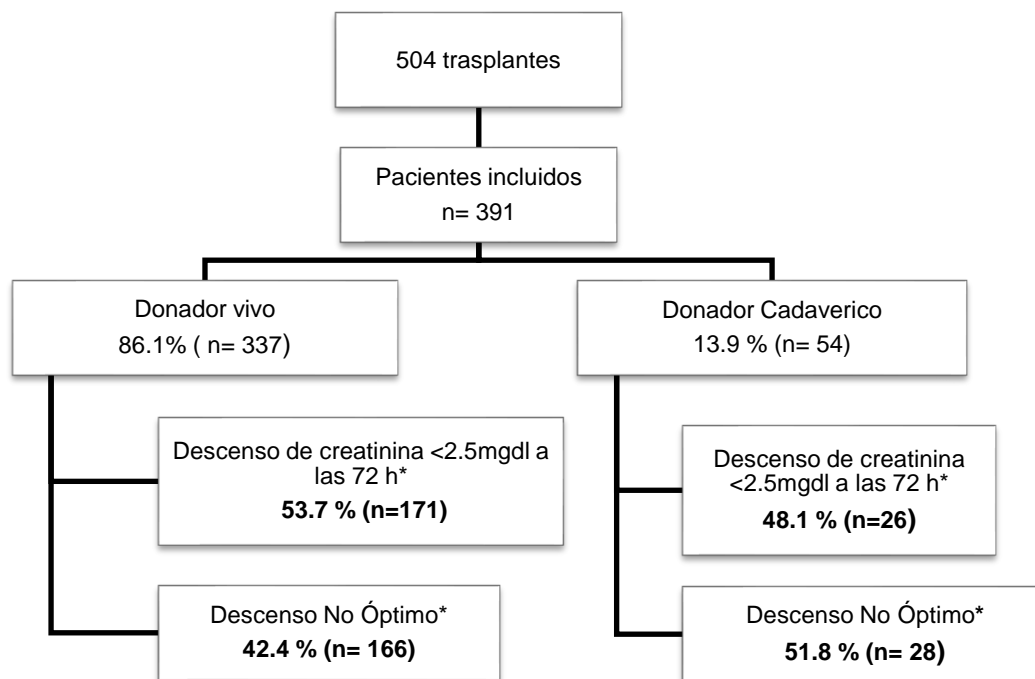 504 trasplantes
Pacientes incluidos
n= 391
Donador vivo
86.1% ( n= 337)
Donador Cadaverico
13.9 % (n= 54)
Descenso de creatinina <2.5mgdl a
las 72 h*
53.7 % (n=171)
Descenso de creatinina
<2.5mgdl a las 72 h*
48.1 % (n=26)
Descenso No Óptimo*
42.4 % (n= 166)
Descenso No Óptimo*
51.8 % (n= 28)